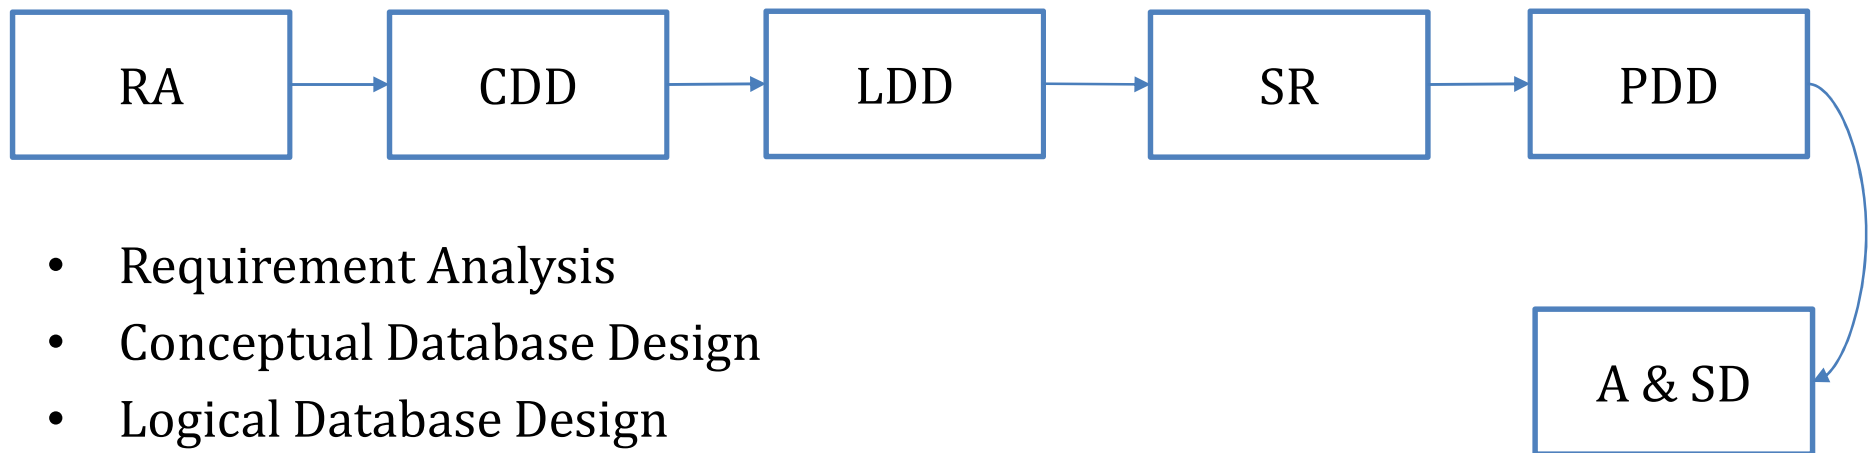 RA
CDD
LDD
SR
PDD
• Requirement Analysis
• Conceptual Database Design
• Logical Database Design
A & SD